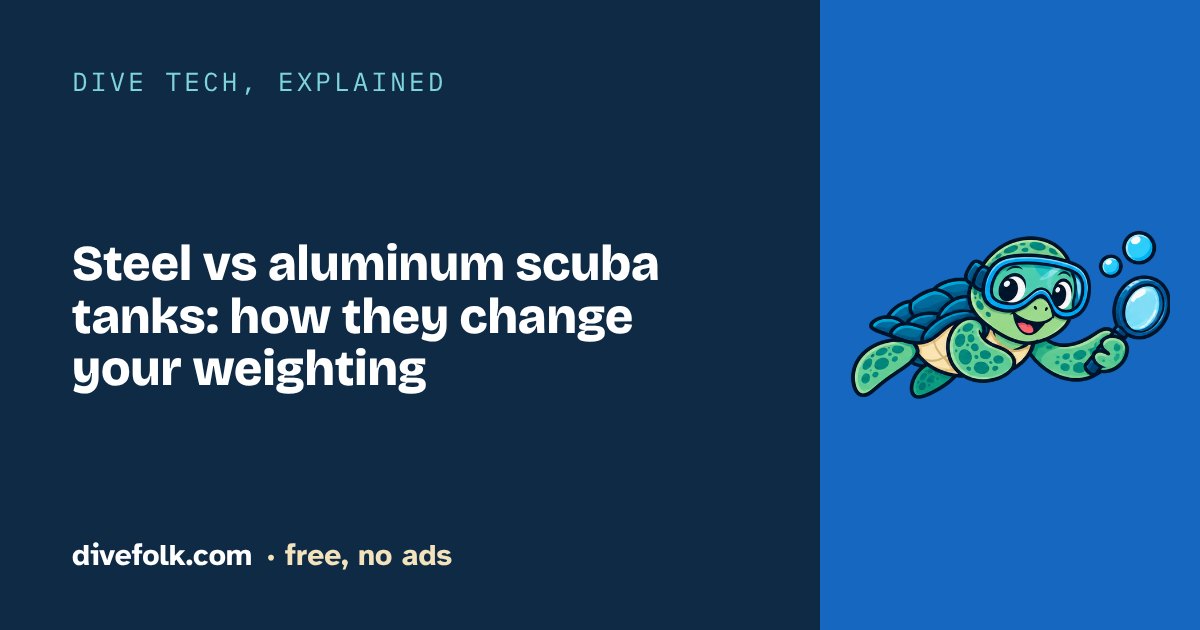 DIVE TECH, EXPLAINED
Steel vs aluminum scuba
tanks: how they change
your weighting
divefolk.com · free, no ads